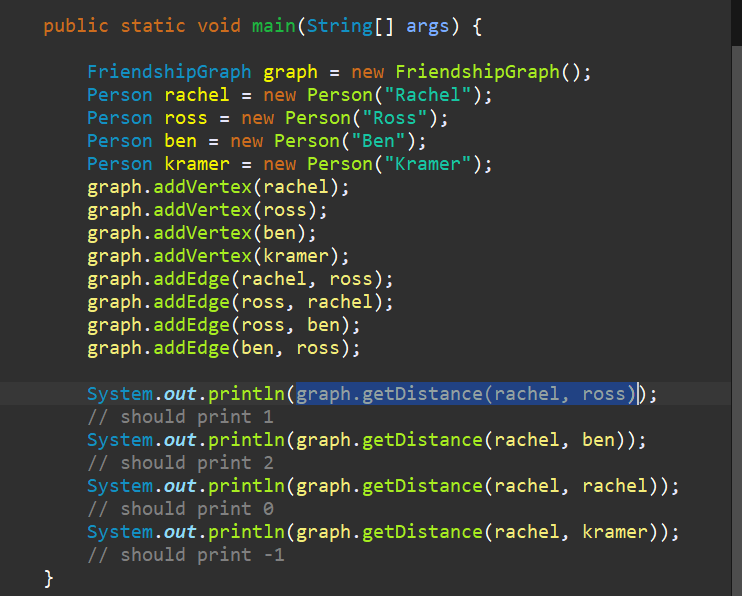 public static void main(String[] args) {
FriendshipGraph graph = new FriendshipGraph();
Person rachel = new Person("Rachel");
Person ross = new Person("Ross");
Person ben = new Person("Ben");
Person kramer = new Person("Kramer");
graph.addVertex(rachel);
graph.addVertex(ross);
graph.addVertex(ben);
graph.addVertex(kramer);
graph.addEdge(rachel, ross);
graph.addEdge(ross, rachel);
graph.addEdge(ross, ben);
graph.addEdge(ben, ross);
System.out.println(graph.getDistance(rachel, ross));
// should print 1
System.out.println(graph.getDistance(rachel, ben));
// should print 2
System.out.println(graph.getDistance(rachel, rachel));
// should print 0
System.out.println(graph.getDistance(rachel, kramer));
// should print -1
}